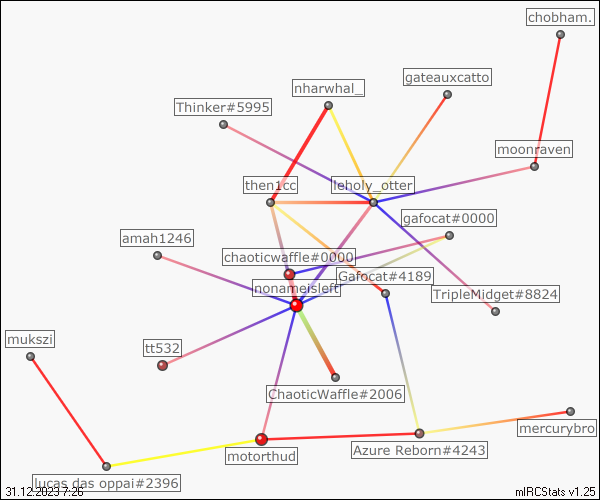 chobham.
gateauxcatto
nharwhal_
Thinker#5995
moonraven
then1cc
leholy_otter
gafocat#0000
amah1246
chaoticwaffle#0000
Gafocat#4189
nonameisleft
TripleMidget#8824
mukszi
tt532
ChaoticWaffle#2006
mercurybro
Azure Reborn#4243
motorthud
lucas das oppai#2396
31.12.2023 7:26
mIRCStats v1.25